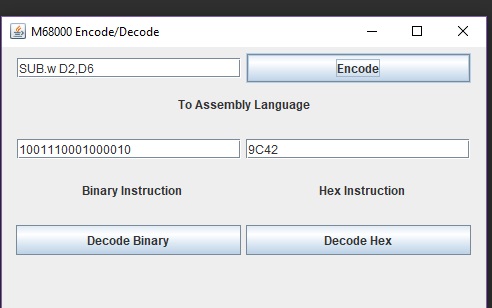 M68000 Encode/Decode
SUB.w D2,D6
Encode
To Assembly Language
1001110001000010
9C42
Binary Instruction
Hex Instruction
Decode Binary
Decode Hex